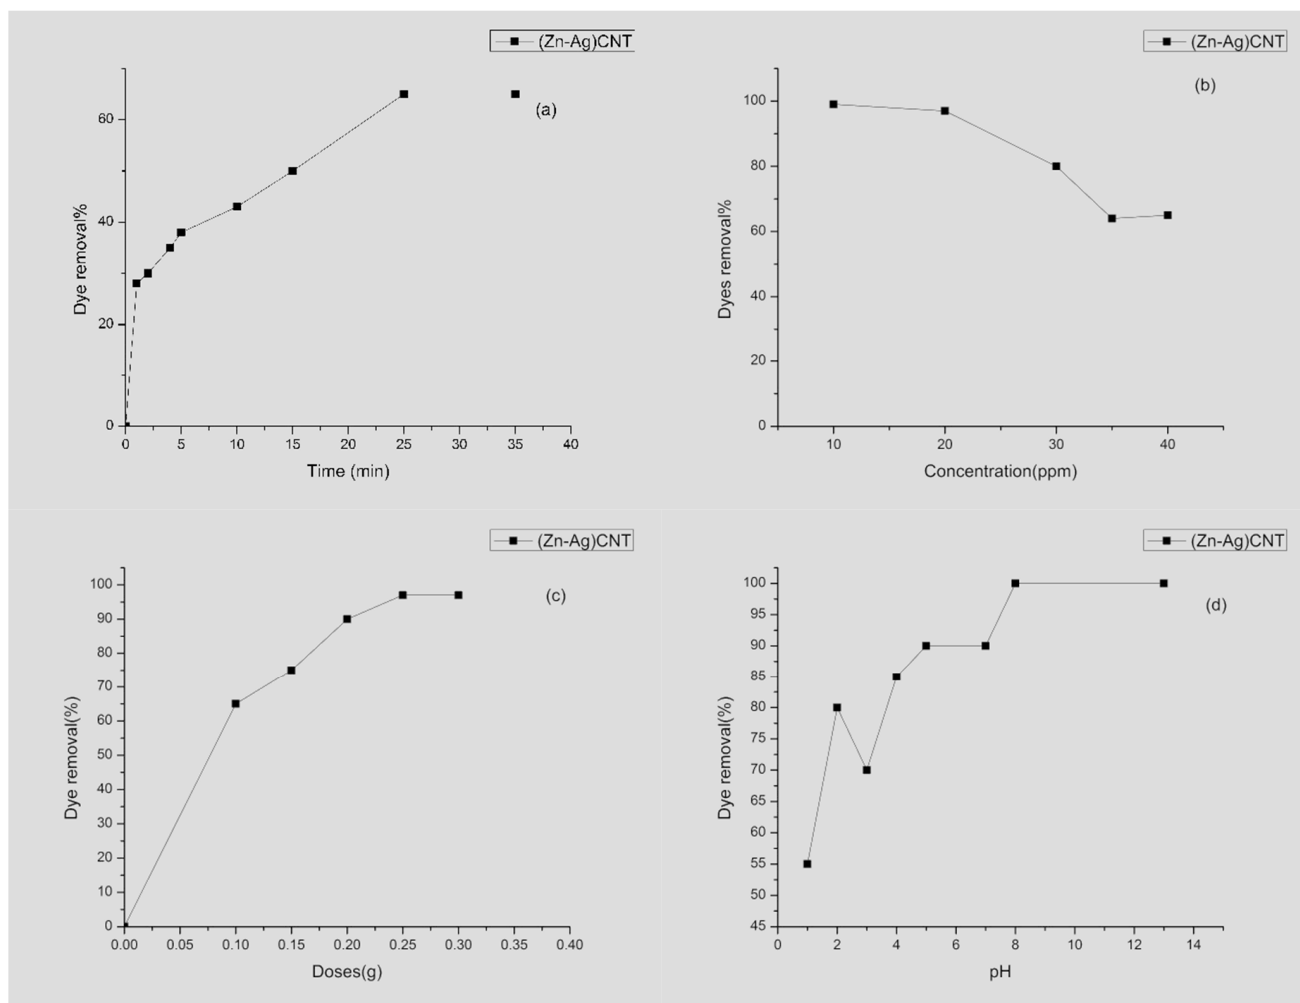 (Zn-Ag)CNT
(a)
60
40
20
0
Dye removal%
0 5 10 15 20 25 30 35 40
Time (min)
(Zn-Ag)CNT
(b)
100
80
60
40
20
0
Dyes removal%
10 20 30 40
Concentration(ppm)
(Zn-Ag)CNT
(c)
100
90
80
70
60
50
40
30
20
10
0
Dye removal(%)
0.00 0.05 0.10 0.15 0.20 0.25 0.30 0.35 0.40
Doses(g)
(Zn-Ag)CNT
(d)
100
95
90
85
80
75
70
65
60
55
50
45
Dye removal(%)
0 2 4 6 8 10 12 14
pH